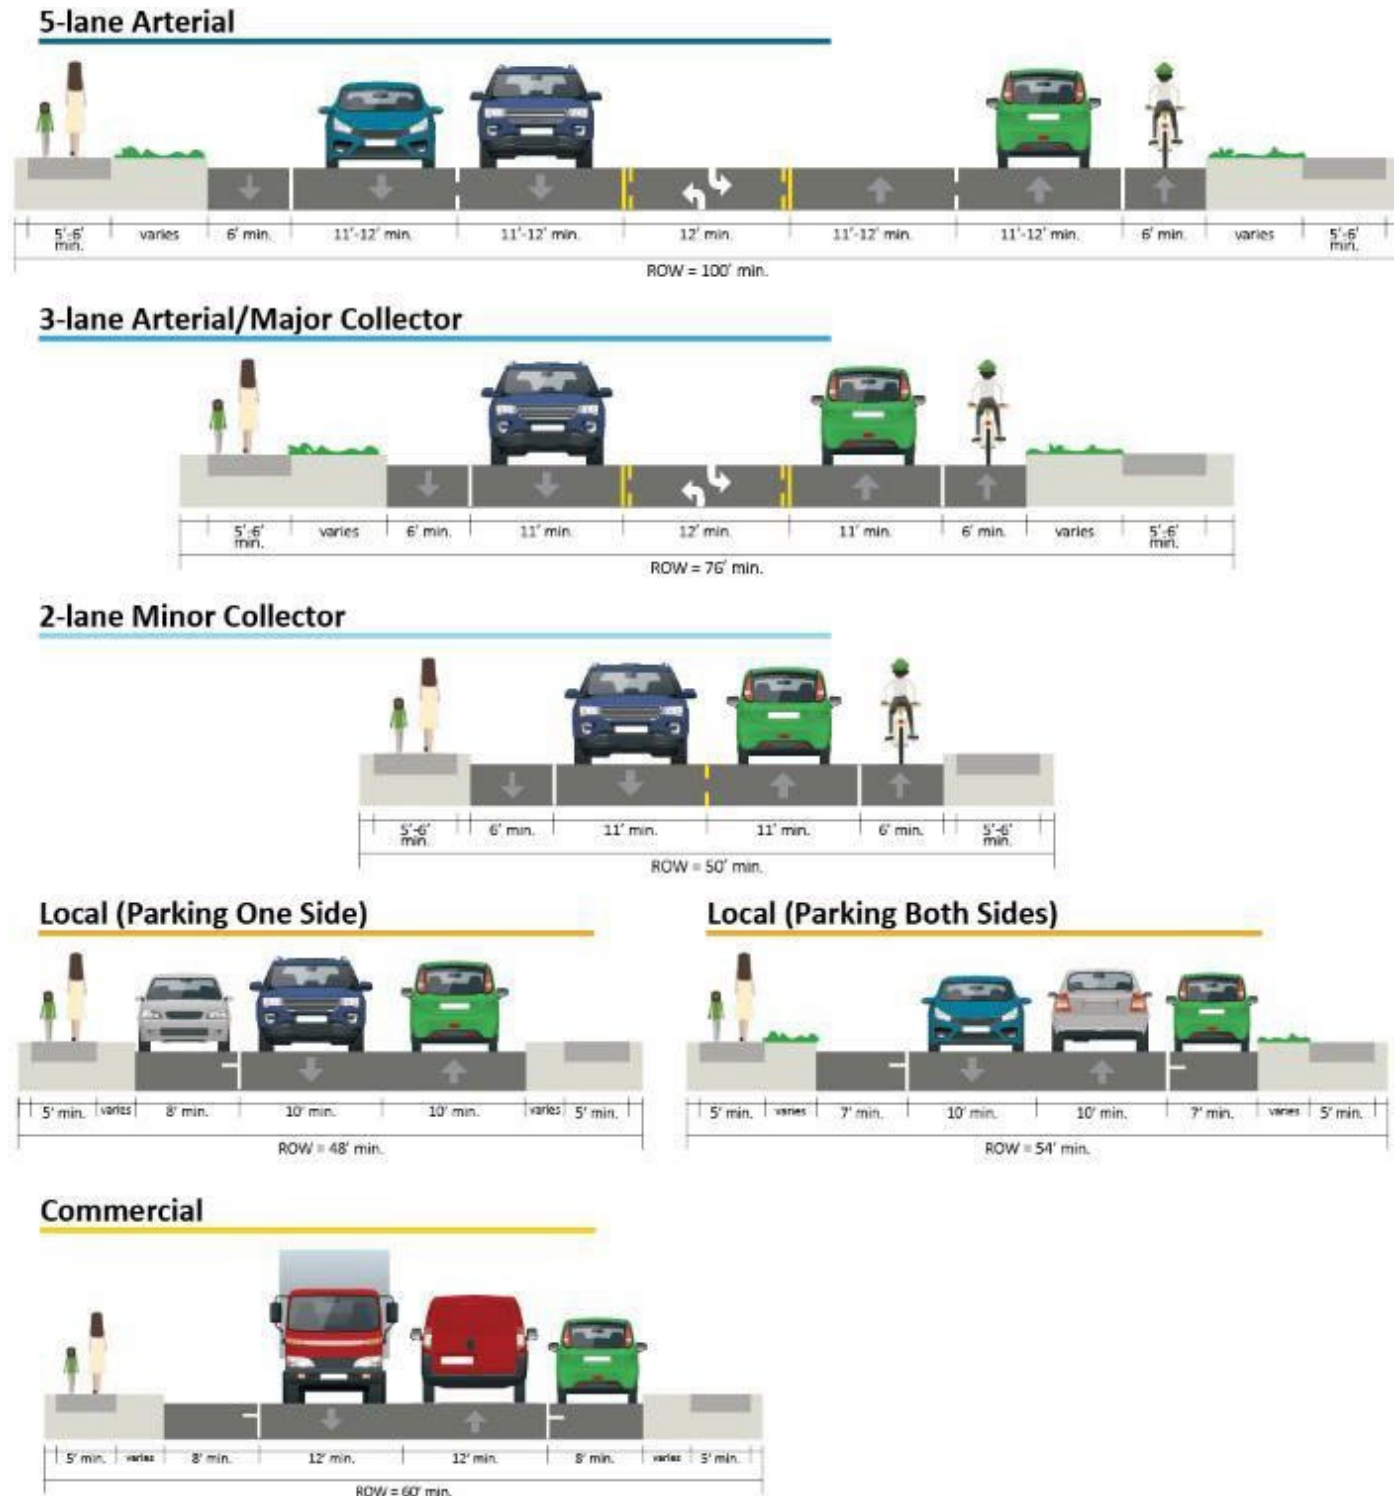 5-lane Arterial
5'-6' min. varies 6' min. 11'-12' min. 11'-12' min. 12' min. 11'-12' min. 11'-12' min. 6' min. varies 5'-6' min.
ROW = 100' min.
3-lane Arterial/Major Collector
5'-6' min. varies 6' min. 11' min. 12' min. 11' min. 6' min. varies 5'-6' min.
ROW = 76' min.
2-lane Minor Collector
5'-6' min. 6' min. 11' min. 11' min. 6' min. 5'-6' min.
ROW = 50' min.
Local (Parking One Side)
5' min. varies 8' min. 10' min. 10' min. varies 5' min.
ROW = 48' min.
Local (Parking Both Sides)
5' min. varies 7' min. 10' min. 10' min. 7' min. varies 5' min.
ROW = 54' min.
Commercial
5' min. varies 8' min. 12' min. 12' min. 8' min. varies 5' min.
ROW = 60' min.